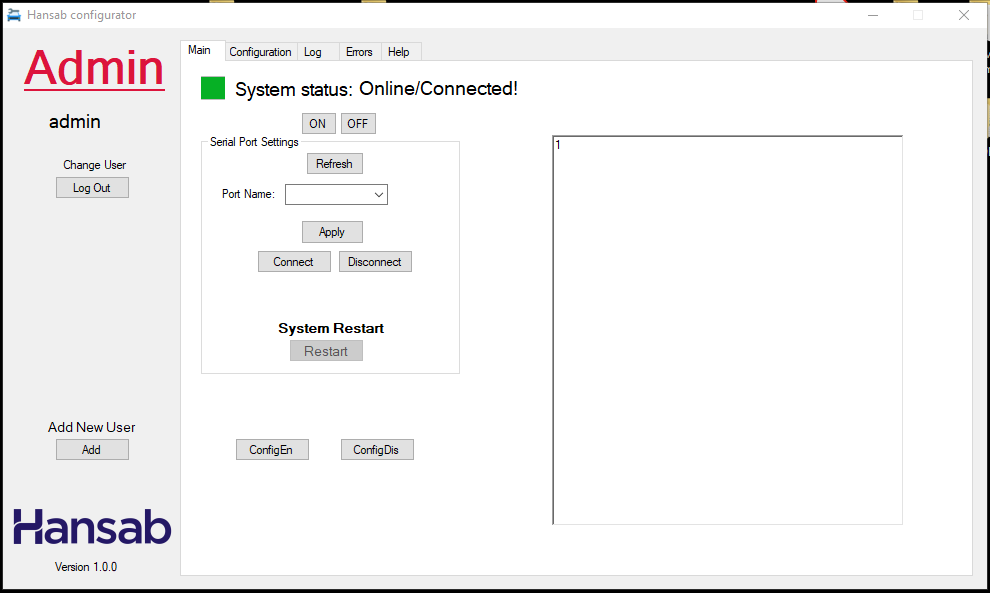 Hansab configurator
Admin
admin
Change User
Log Out
Add New User
Add
Hansab
Version 1.0.0
Main Configuration Log Errors Help
System status: Online/Connected!
ON OFF
Serial Port Settings
Refresh
Port Name:
Apply
Connect Disconnect
System Restart
Restart
ConfigEn ConfigDis
1